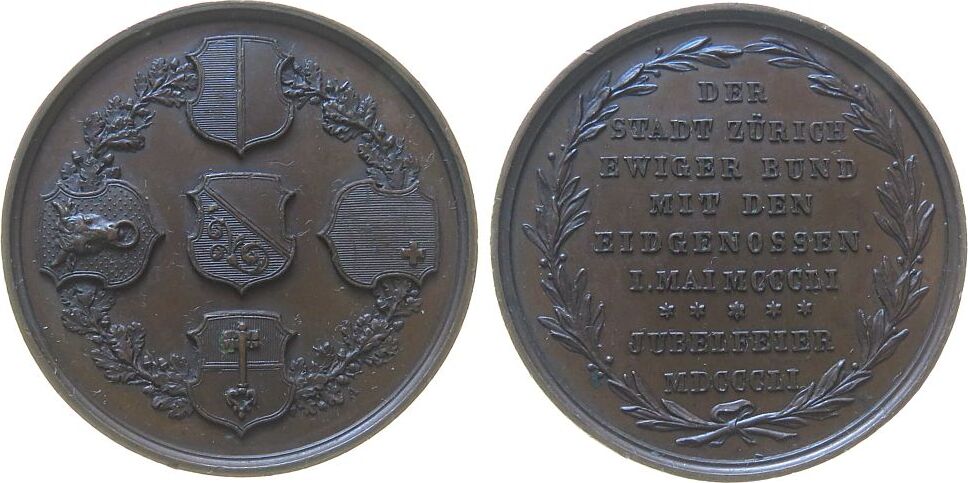 DER
STADT ZÜRICH
EWIGER BUND
MIT DEN
EIDGENOSSEN.
I. MAI MCCCLI
* * * * *
JUBELFEIER
MDCCCLI